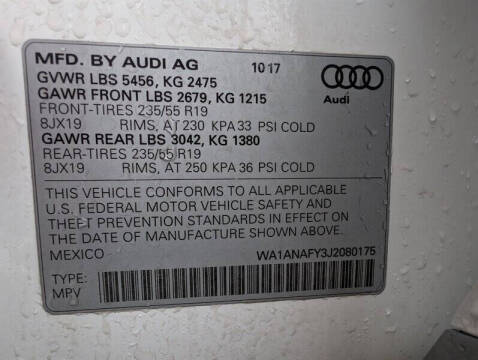 MFD. BY AUDI AG 10 17
GVWR LBS 5456, KG 2475
GAWR FRONT LBS 2679, KG 1215
Audi
FRONT-TIRES 235/55 R19
8JX19 RIMS, AT 230 KPA 33 PSI COLD
GAWR REAR LBS 3042, KG 1380
REAR-TIRES 235/55 R19
8JX19 RIMS, AT 250 KPA 36 PSI COLD
THIS VEHICLE CONFORMS TO ALL APPLICABLE
U.S. FEDERAL MOTOR VEHICLE SAFETY AND
THEFT PREVENTION STANDARDS IN EFFECT ON
THE DATE OF MANUFACTURE SHOWN ABOVE.
MEXICO WA1ANAFY3J2080175
TYPE:
MPV